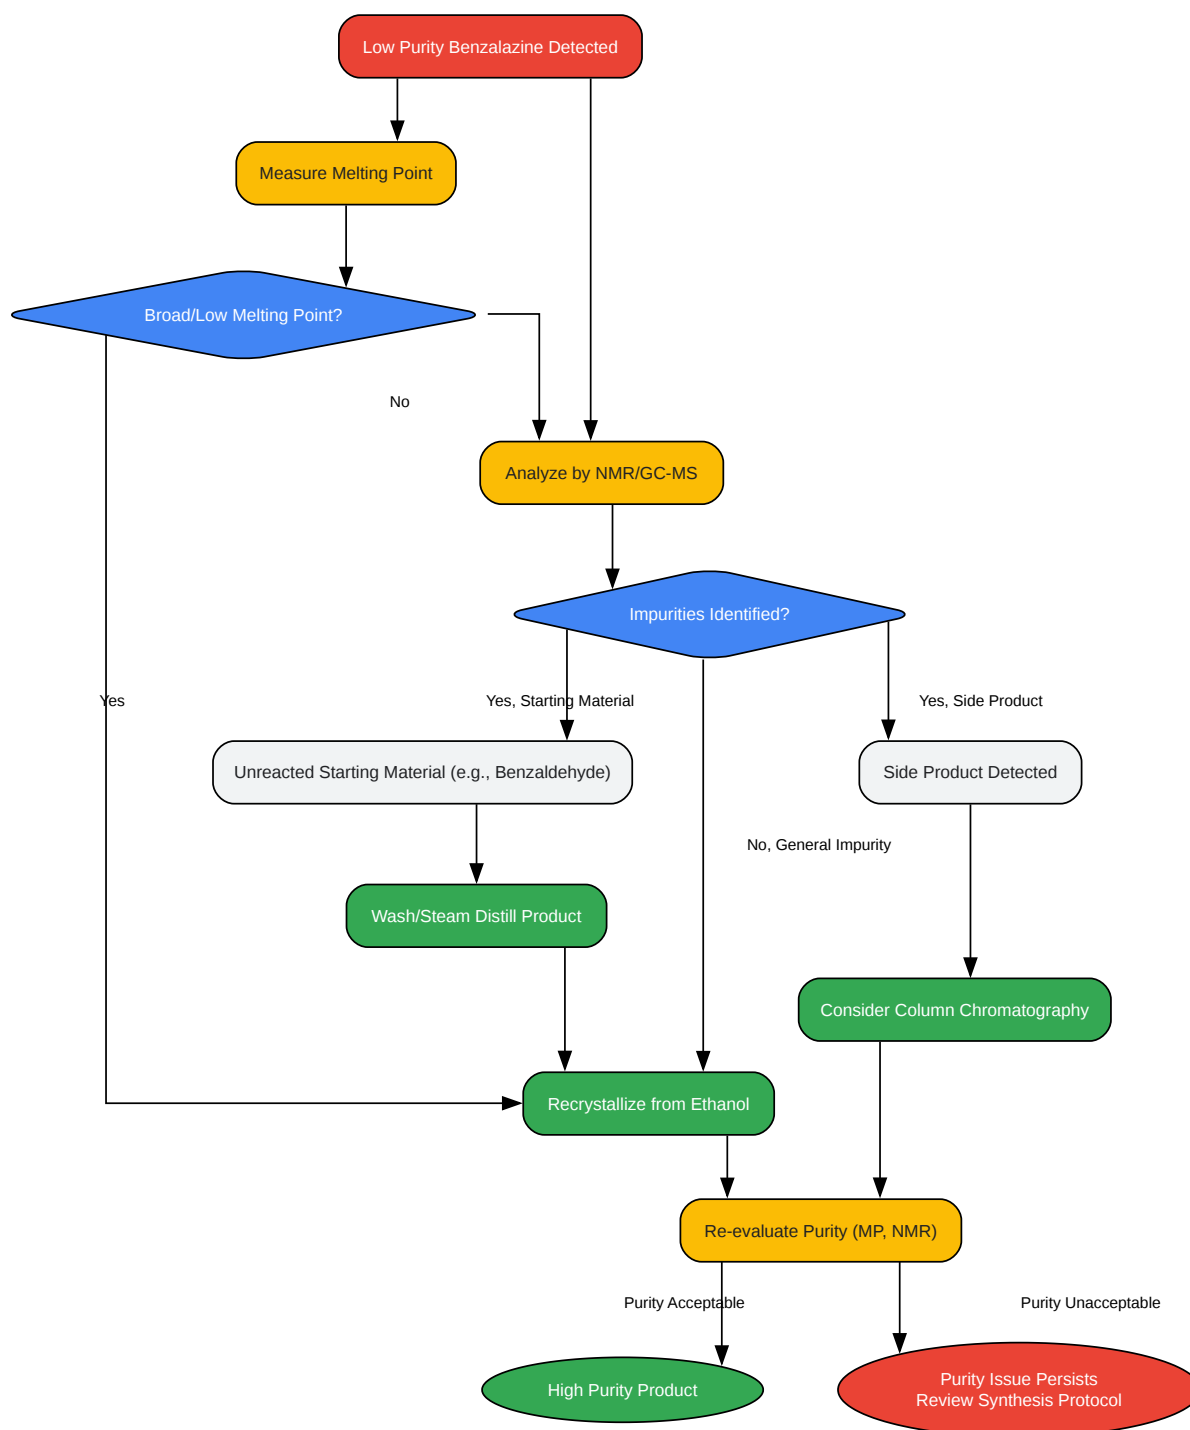 Low Purity Benzalazine Detected
Measure Melting Point
Broad/Low Melting Point?
No
Analyze by NMR/GC-MS
Impurities Identified?
Yes
Yes, Starting Material
Yes, Side Product
Unreacted Starting Material (e.g., Benzaldehyde)
Side Product Detected
No, General Impurity
Wash/Steam Distill Product
Consider Column Chromatography
Recrystallize from Ethanol
Re-evaluate Purity (MP, NMR)
Purity Acceptable
Purity Unacceptable
High Purity Product
Purity Issue Persists
Review Synthesis Protocol